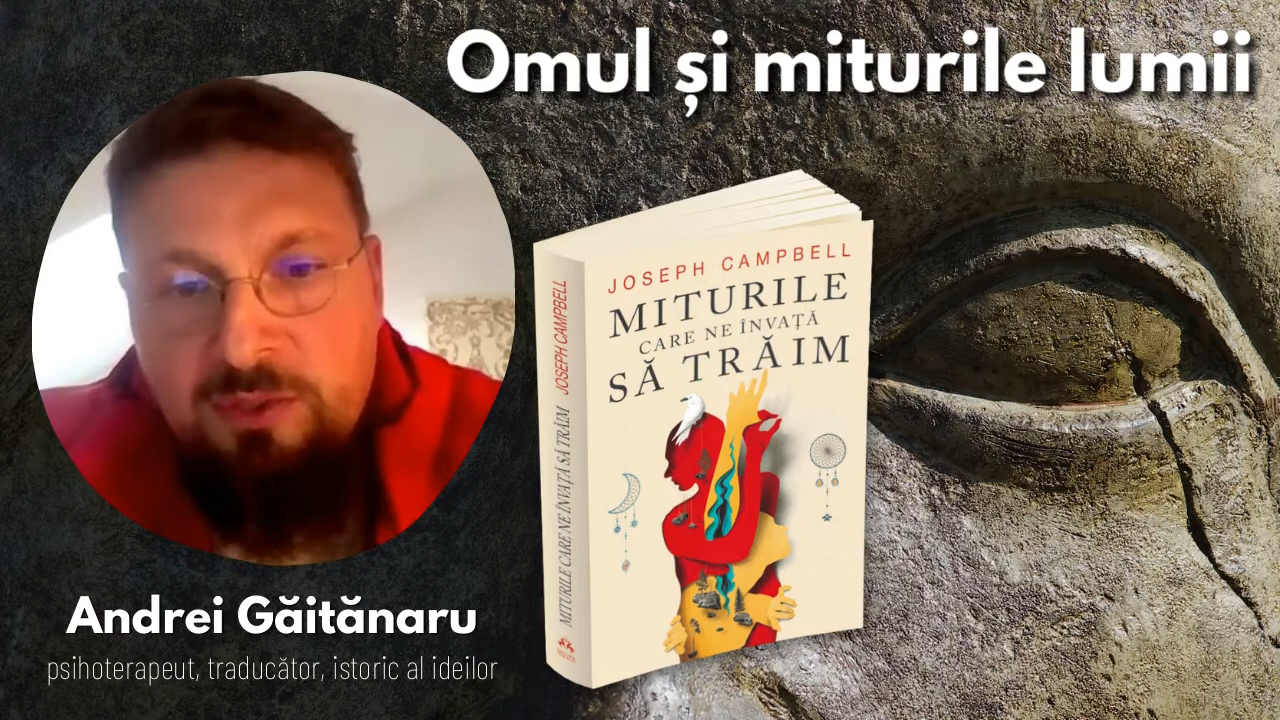 Omul și miturile lumii
JOSEPH CAMPBELL
MITURILE
CARE NE ÎNVAȚĂ
SĂ TRĂIM
MITURILE CARE NE ÎNVAȚĂ SĂ TRĂIM JOSEPH CAMPBELL
Andrei Găitănaru
psihoterapeut, traducător, istoric al ideilor